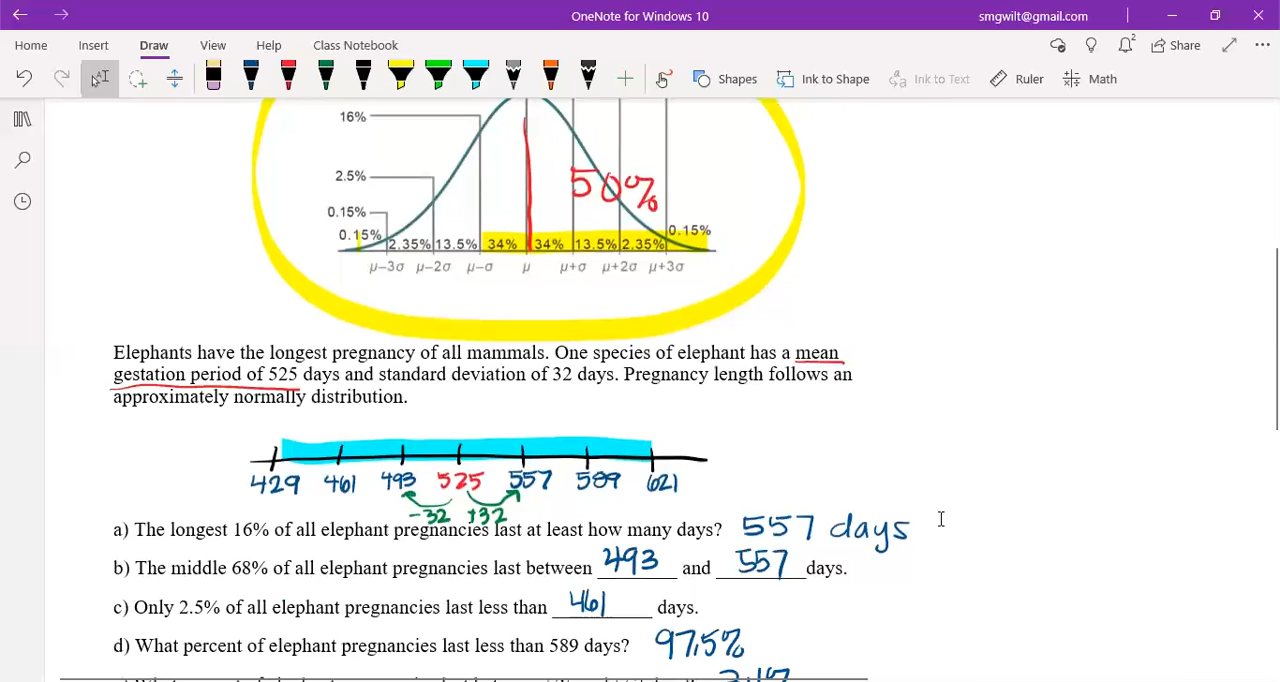 OneNote for Windows 10
smgwilt@gmail.com
Home Insert Draw View Help Class Notebook
Share
Shapes Ink to Shape Ink to Text Ruler Math
16%
2.5%
50%
0.15%
0.15% 0.15%
2.35% 13.5% 34% 34% 13.5% 2.35%
μ−3σ μ−2σ μ−σ μ μ+σ μ+2σ μ+3σ
Elephants have the longest pregnancy of all mammals. One species of elephant has a mean
gestation period of 525 days and standard deviation of 32 days. Pregnancy length follows an
approximately normally distribution.
429 461 493 525 557 589 621
-32 +32
a) The longest 16% of all elephant pregnancies last at least how many days? 557 days
b) The middle 68% of all elephant pregnancies last between 493 and 557 days.
c) Only 2.5% of all elephant pregnancies last less than 461 days.
d) What percent of elephant pregnancies last less than 589 days? 97.5%